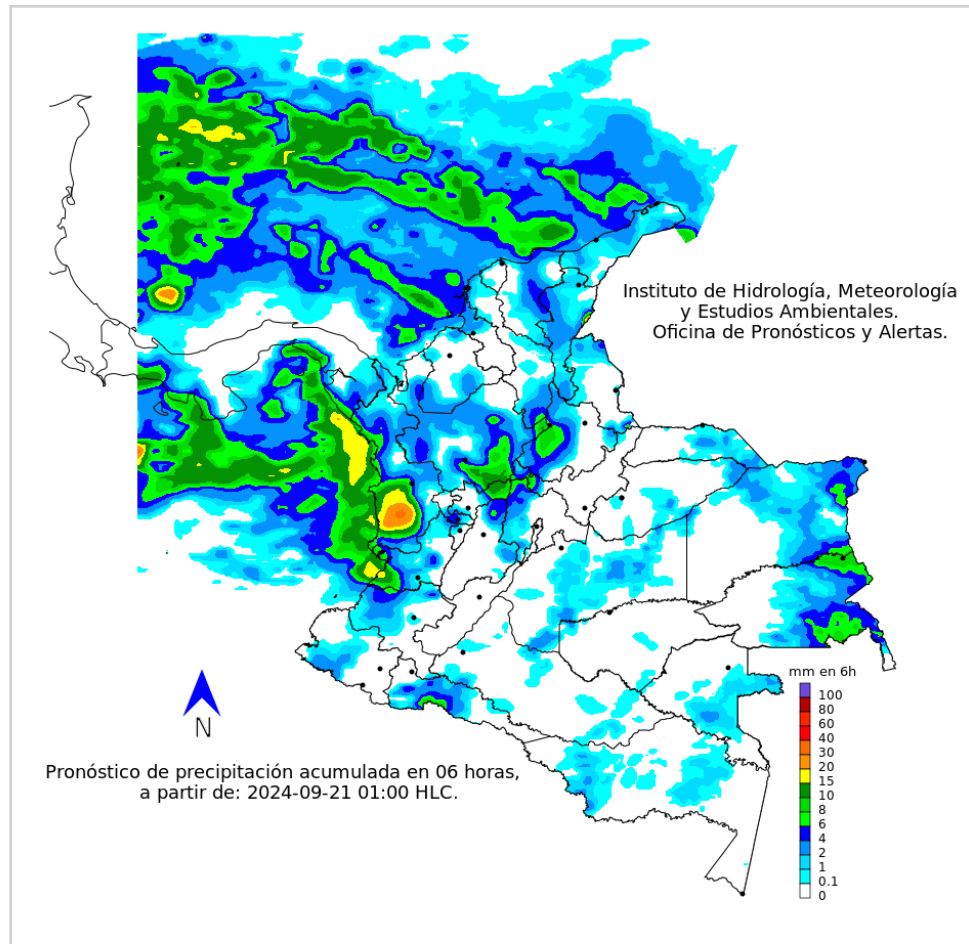 Instituto de Hidrología, Meteorología
y Estudios Ambientales.
Oficina de Pronósticos y Alertas.
mm en 6h
100
80
60
40
30
20
15
10
8
6
4
2
1
0.1
0
N
Pronóstico de precipitación acumulada en 06 horas,
a partir de: 2024-09-21 01:00 HLC.